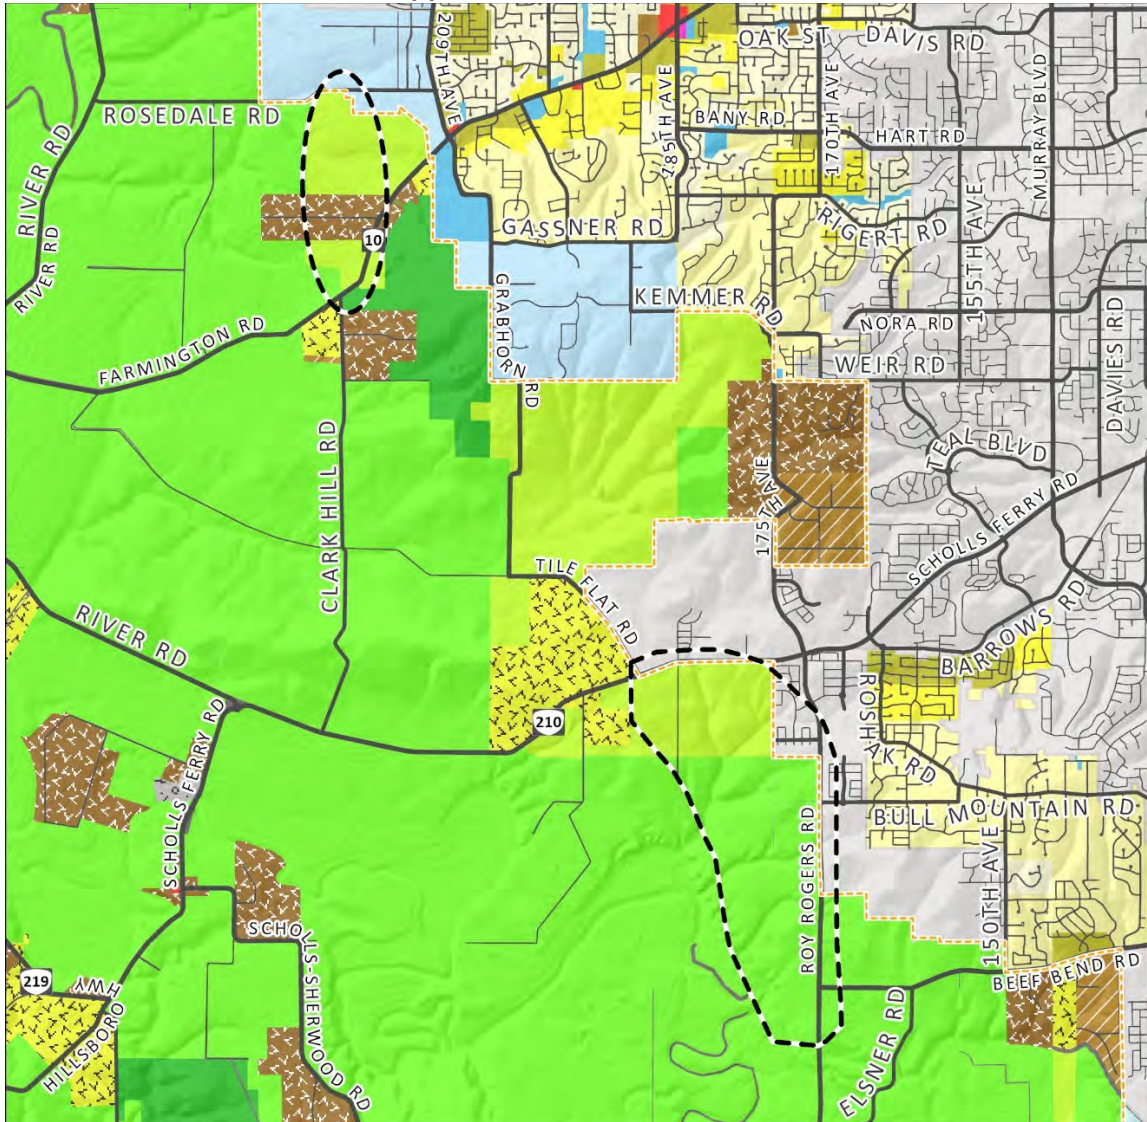 209TH AVE
OAK ST
DAVIS RD
185TH AVE
170TH AVE
MURRAY BLVD
ROSEDALE RD
BANY RD
HART RD
RIVER RD
RIVER RD
155TH AVE
GASSNER RD
RIGERT RD
10
GRABHORN RD
KEMMER RD
NORA RD
DAVIES RD
FARMINGTON RD
WEIR RD
TEAL BLVD
CLARK HILL RD
175TH AVE
SCHOLLS FERRY RD
TILE FLAT RD
RIVER RD
BARROWS RD
ROSHAK RD
210
SCHOLLS FERRY RD
BULL MOUNTAIN RD
ROY ROGERS RD
150TH AVE
SCHOLLS-SHERWOOD RD
BEEF BEND RD
219
HILLSBORO HWY
ELSNER RD